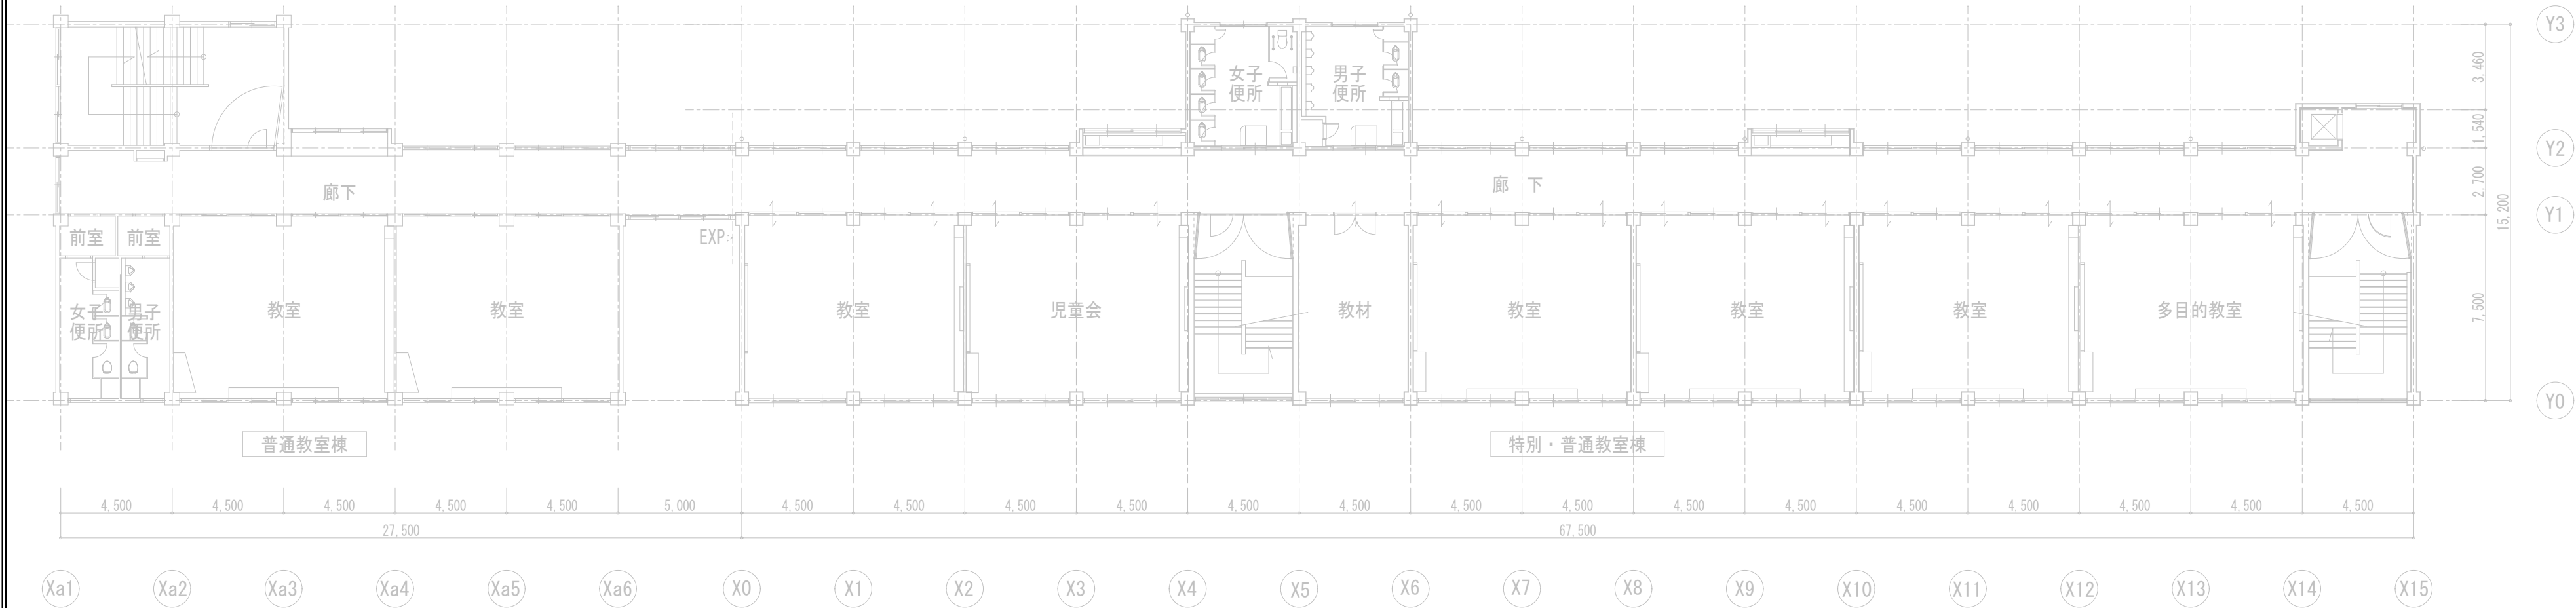 Y3
3,460
女子
便所
男子
便所
1,540
Y2
廊下
廊 下
2,700
15,200
Y1
前室
前室
EXP.
女子
便所
男子
便所
教室
教室
教室
児童会
教材
教室
教室
教室
多目的教室
7,500
Y0
普通教室棟
特別・普通教室棟
4,500 4,500 4,500 4,500 4,500 5,000 4,500 4,500 4,500 4,500 4,500 4,500 4,500 4,500 4,500 4,500 4,500 4,500 4,500 4,500 4,500
27,500 67,500
Xa1 Xa2 Xa3 Xa4 Xa5 Xa6 X0 X1 X2 X3 X4 X5 X6 X7 X8 X9 X10 X11 X12 X13 X14 X15